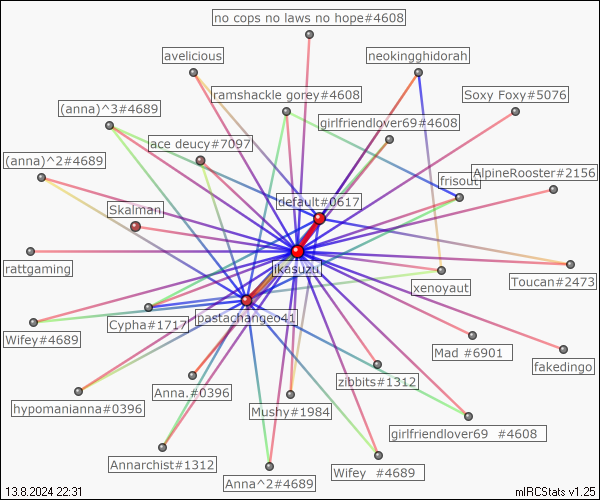 no cops no laws no hope#4608
avelicious
neokingghidorah
ramshackle gorey#4608
Soxy Foxy#5076
(anna)^3#4689
girlfriendlover69#4608
ace deucy#7097
(anna)^2#4689
AlpineRooster#2156
frisout
default#0617
Skalman
rattgaming
jikasuzu
xenoyaut
Toucan#2473
pastachangeo41
Cypha#1717
Wifey#4689
Mad #6901
fakedingo
zibbits#1312
Anna.#0396
hypomanianna#0396
Mushy#1984
girlfriendlover69 #4608
Annarchist#1312
Anna^2#4689
Wifey #4689
13.8.2024 22:31
mIRCStats v1.25